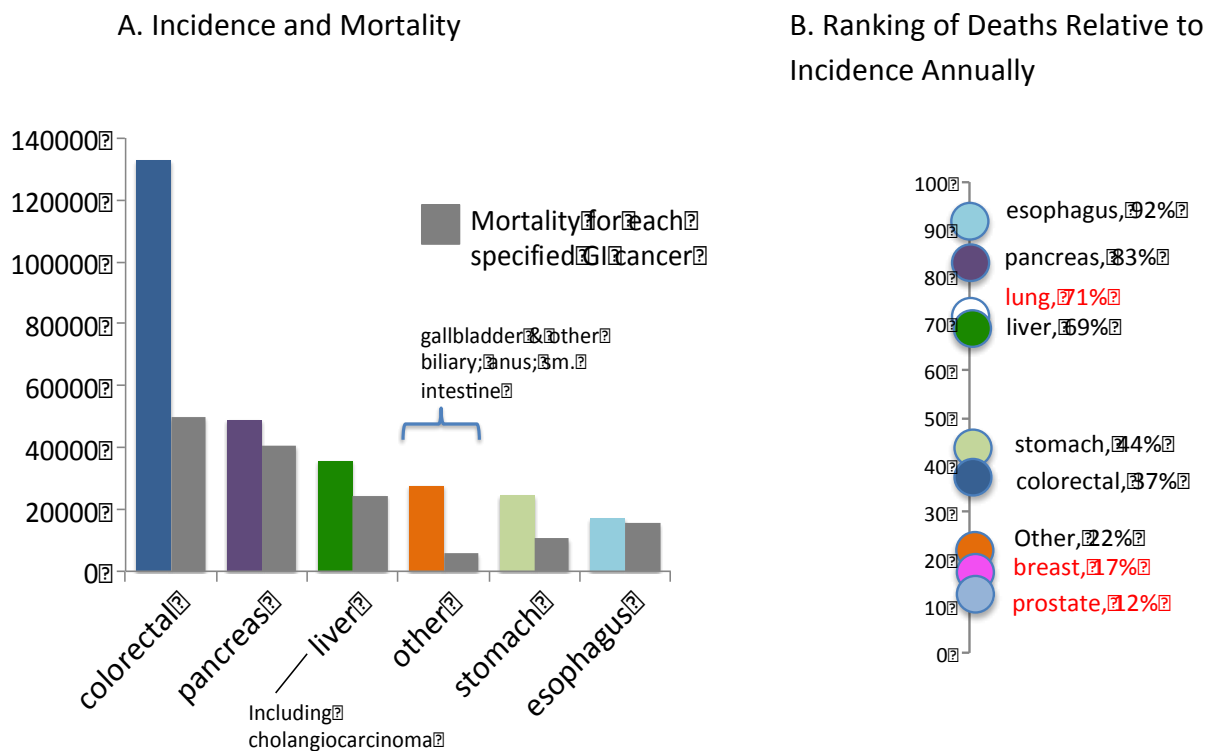 A. Incidence and Mortality
B. Ranking of Deaths Relative to
Incidence Annually
140000
120000
100000
80000
60000
40000
20000
0
Mortality for each
specified GI cancer
gallbladder & other
biliary; anus; sm.
intestine
colorectal
pancreas
liver
other
stomach
esophagus
Including
cholangiocarcinoma
100
90
80
70
60
50
40
30
20
10
0
esophagus, 92%
pancreas, 83%
lung, 71%
liver, 69%
stomach, 44%
colorectal, 37%
Other, 22%
breast, 17%
prostate, 12%